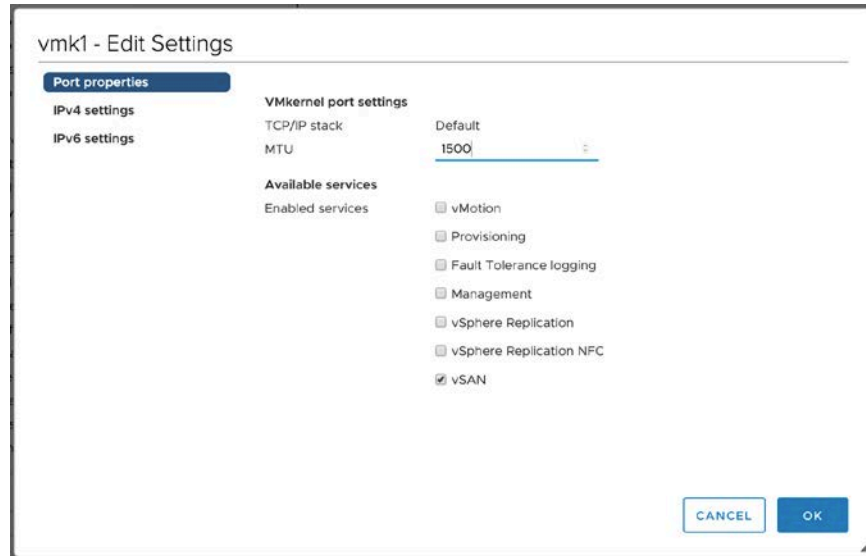 vmk1 - Edit Settings
Port properties
IPv4 settings
IPv6 settings
VMkernel port settings
TCP/IP stack Default
MTU 1500
Available services
Enabled services vMotion
Provisioning
Fault Tolerance logging
Management
vSphere Replication
vSphere Replication NFC
vSAN
CANCEL OK